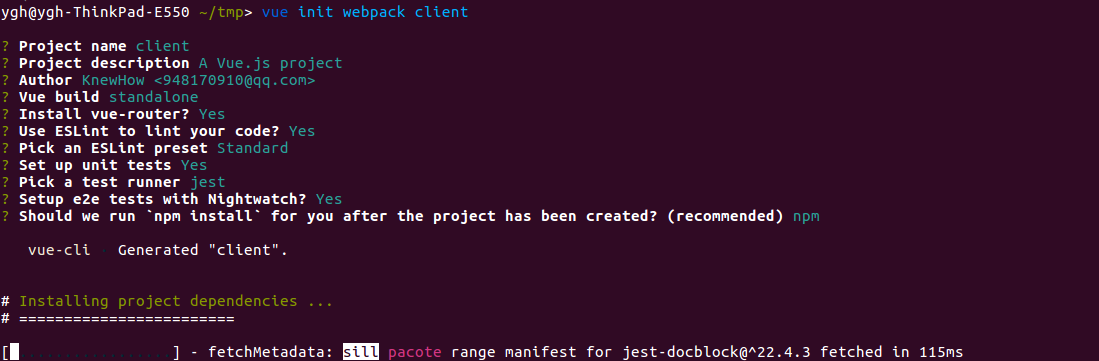 ygh@ygh-ThinkPad-E550 ~/tmp> vue init webpack client
? Project name client
? Project description A Vue.js project
? Author KnewHow <948170910@qq.com>
? Vue build standalone
? Install vue-router? Yes
? Use ESLint to lint your code? Yes
? Pick an ESLint preset Standard
? Set up unit tests Yes
? Pick a test runner jest
? Setup e2e tests with Nightwatch? Yes
? Should we run `npm install` for you after the project has been created? (recommended) npm
vue-cli · Generated "client".
# Installing project dependencies ...
# ========================
[ ................] - fetchMetadata: sill pacote range manifest for jest-docblock@^22.4.3 fetched in 115ms